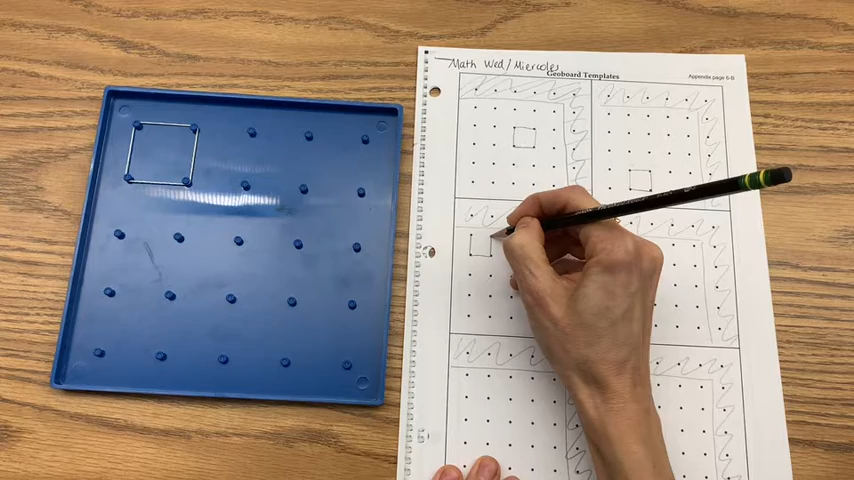 Math Wed/Miercoles
Geoboard Templates
Appendix page 6-B